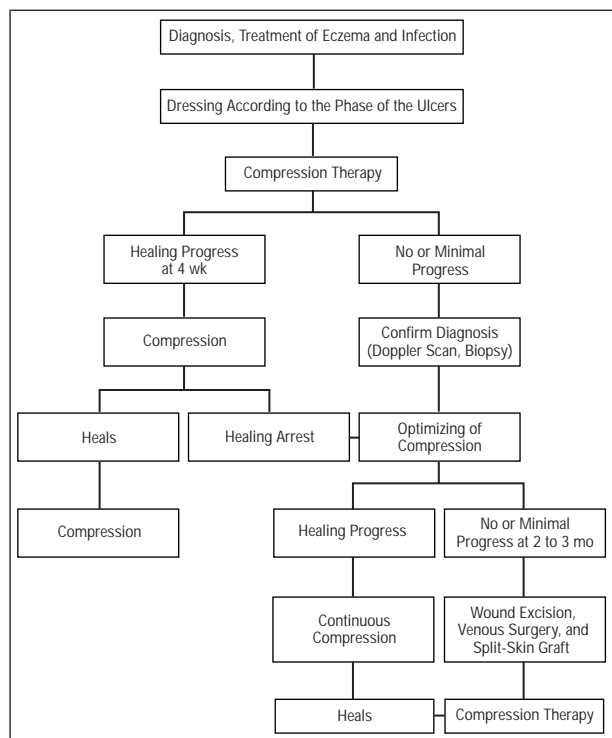 Diagnosis, Treatment of Eczema and Infection
Dressing According to the Phase of the Ulcers
Compression Therapy
Healing Progress
at 4 wk
No or Minimal
Progress
Compression
Confirm Diagnosis
(Doppler Scan, Biopsy)
Heals
Healing Arrest
Optimizing of
Compression
Compression
Healing Progress
No or Minimal
Progress at 2 to 3 mo
Continuous
Compression
Wound Excision,
Venous Surgery, and
Split-Skin Graft
Heals
Compression Therapy